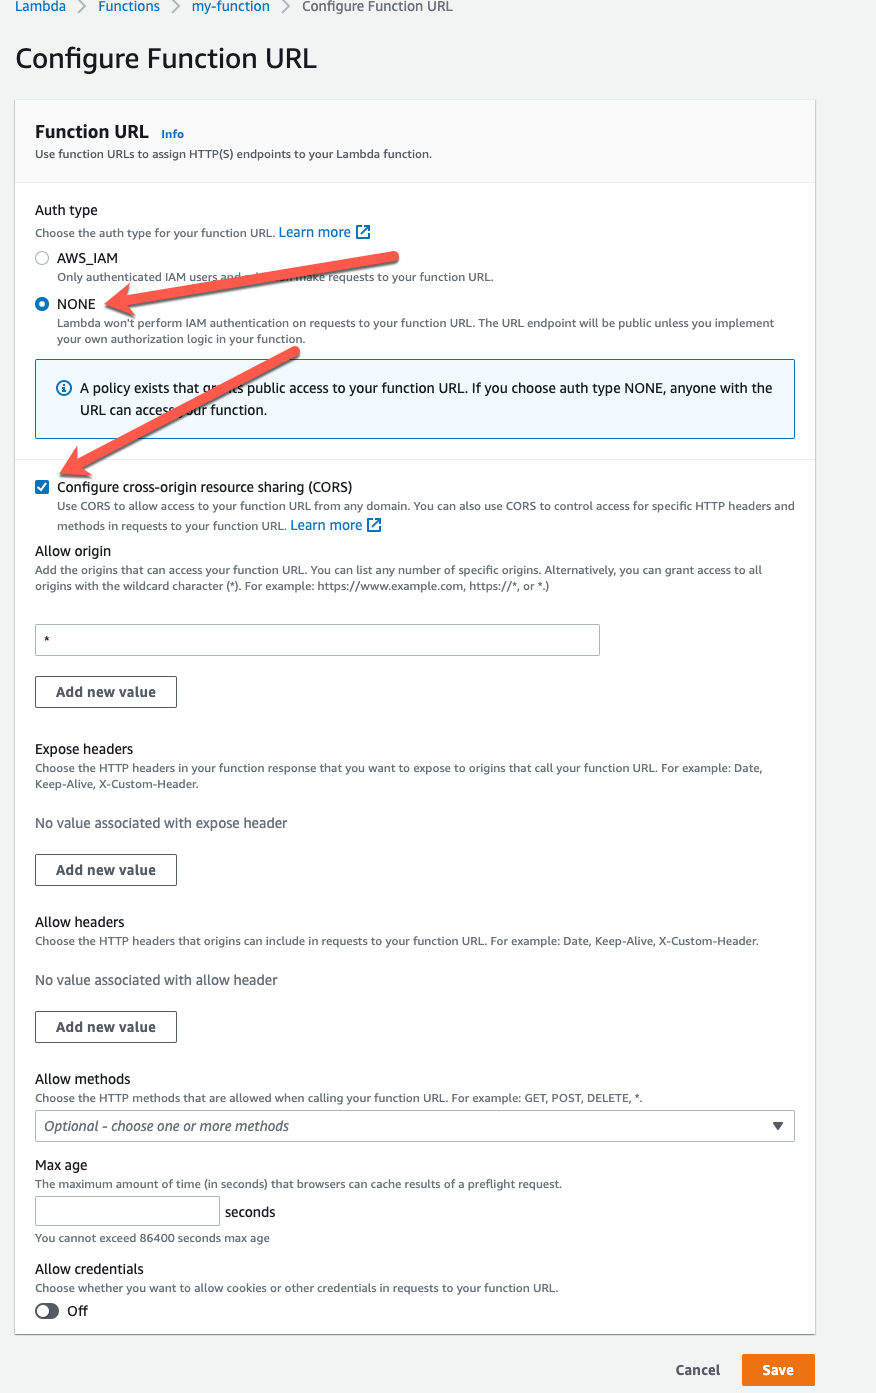 Lambda > Functions > my-function > Configure Function URL
Configure Function URL
Function URL Info
Use function URLs to assign HTTP(S) endpoints to your Lambda function.
Auth type
Choose the auth type for your function URL. Learn more
AWS_IAM
Only authenticated IAM users and make requests to your function URL.
NONE
Lambda won't perform IAM authentication on requests to your function URL. The URL endpoint will be public unless you implement
your own authorization logic in your function.
A policy exists that grants public access to your function URL. If you choose auth type NONE, anyone with the
URL can access your function.
Configure cross-origin resource sharing (CORS)
Use CORS to allow access to your function URL from any domain. You can also use CORS to control access for specific HTTP headers and
methods in requests to your function URL. Learn more
Allow origin
Add the origins that can access your function URL. You can list any number of specific origins. Alternatively, you can grant access to all
origins with the wildcard character (*). For example: https://www.example.com, https://*, or *.)
*
Add new value
Expose headers
Choose the HTTP headers in your function response that you want to expose to origins that call your function URL. For example: Date,
Keep-Alive, X-Custom-Header.
No value associated with expose header
Add new value
Allow headers
Choose the HTTP headers that origins can include in requests to your function URL. For example: Date, Keep-Alive, X-Custom-Header.
No value associated with allow header
Add new value
Allow methods
Choose the HTTP methods that are allowed when calling your function URL. For example: GET, POST, DELETE, *.
Optional - choose one or more methods
Max age
The maximum amount of time (in seconds) that browsers can cache results of a preflight request.
seconds
You cannot exceed 86400 seconds max age
Allow credentials
Choose whether you want to allow cookies or other credentials in requests to your function URL.
Off
Cancel Save